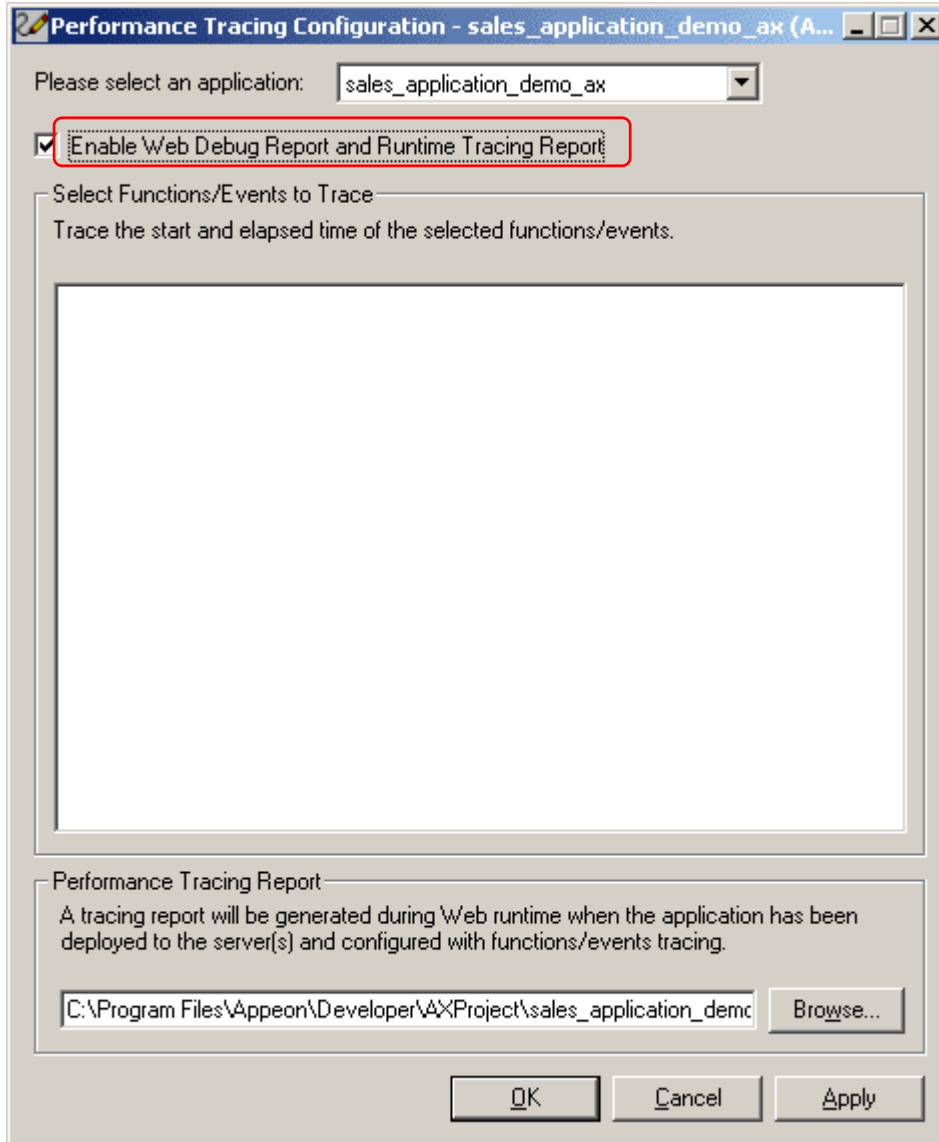 Performance Tracing Configuration - sales_application_demo_ax (A...
Please select an application: sales_application_demo_ax
Enable Web Debug Report and Runtime Tracing Report
Select Functions/Events to Trace
Trace the start and elapsed time of the selected functions/events.
Performance Tracing Report
A tracing report will be generated during Web runtime when the application has been
deployed to the server(s) and configured with functions/events tracing.
C:\Program Files\Appeon\Developer\AXProject\sales_application_demo Browse...
OK Cancel Apply